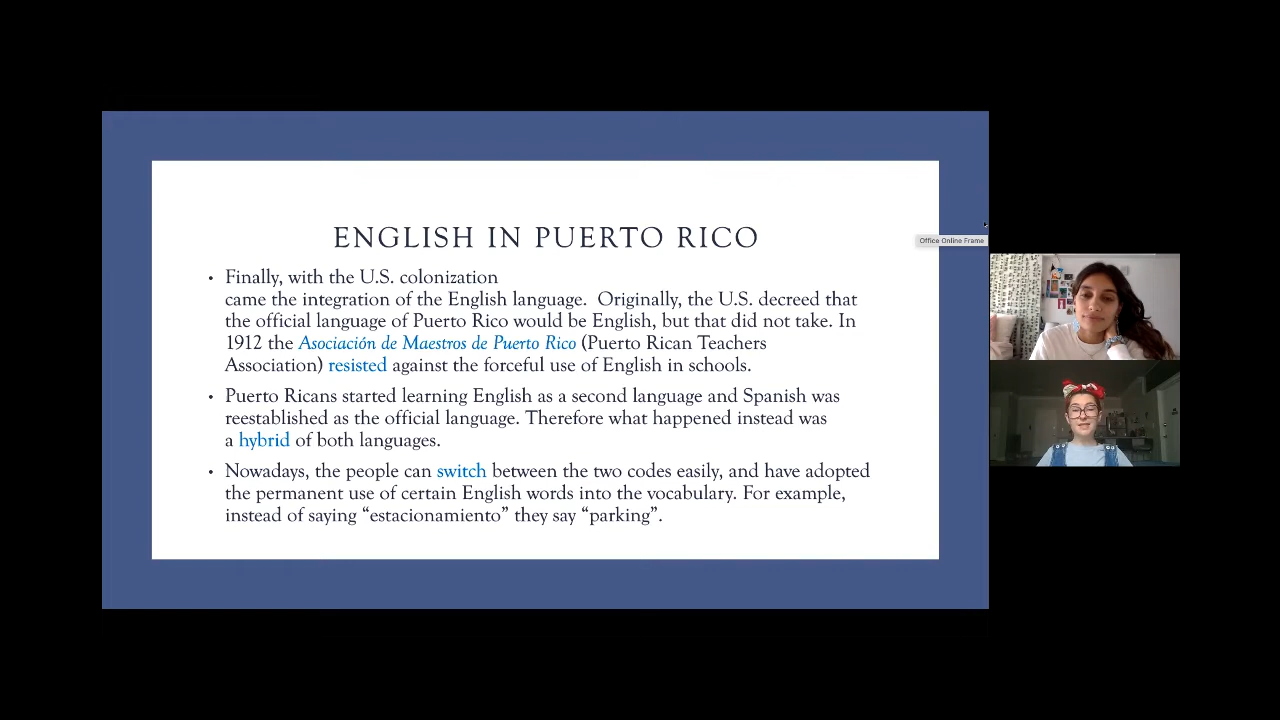 ENGLISH IN PUERTO RICO
Office Online Frame
• Finally, with the U.S. colonization
came the integration of the English language.  Originally, the U.S. decreed that
the official language of Puerto Rico would be English, but that did not take. In
1912 the Asociación de Maestros de Puerto Rico (Puerto Rican Teachers
Association) resisted against the forceful use of English in schools.
• Puerto Ricans started learning English as a second language and Spanish was
reestablished as the official language. Therefore what happened instead was
a hybrid of both languages.
• Nowadays, the people can switch between the two codes easily, and have adopted
the permanent use of certain English words into the vocabulary. For example,
instead of saying “estacionamiento” they say “parking”.